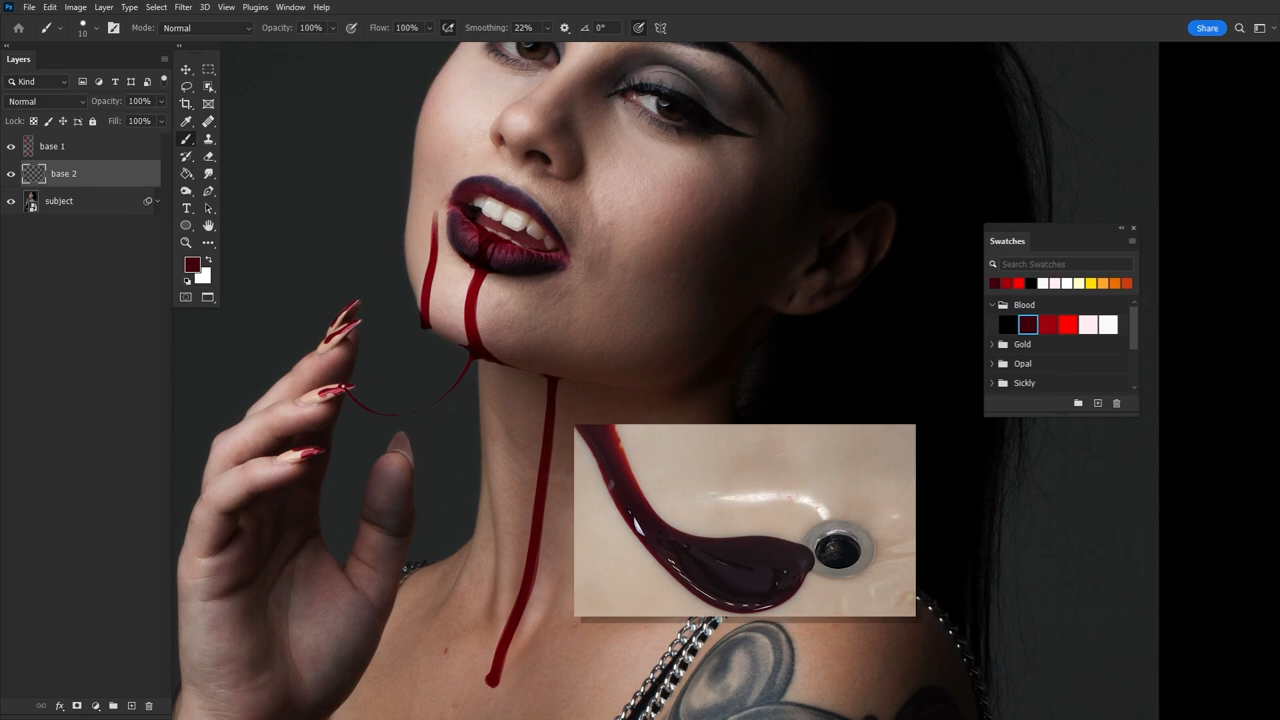 Ps File Edit Image Layer Type Select Filter 3D View Plugins Window Help
10 Mode: Normal Opacity: 100% Flow: 100% Smoothing: 22% 0° Share
Layers
Kind
Normal Opacity: 100%
Lock: Fill: 100%
base 1
base 2
subject
Swatches
Search Swatches
Blood
Gold
Opal
Sickly